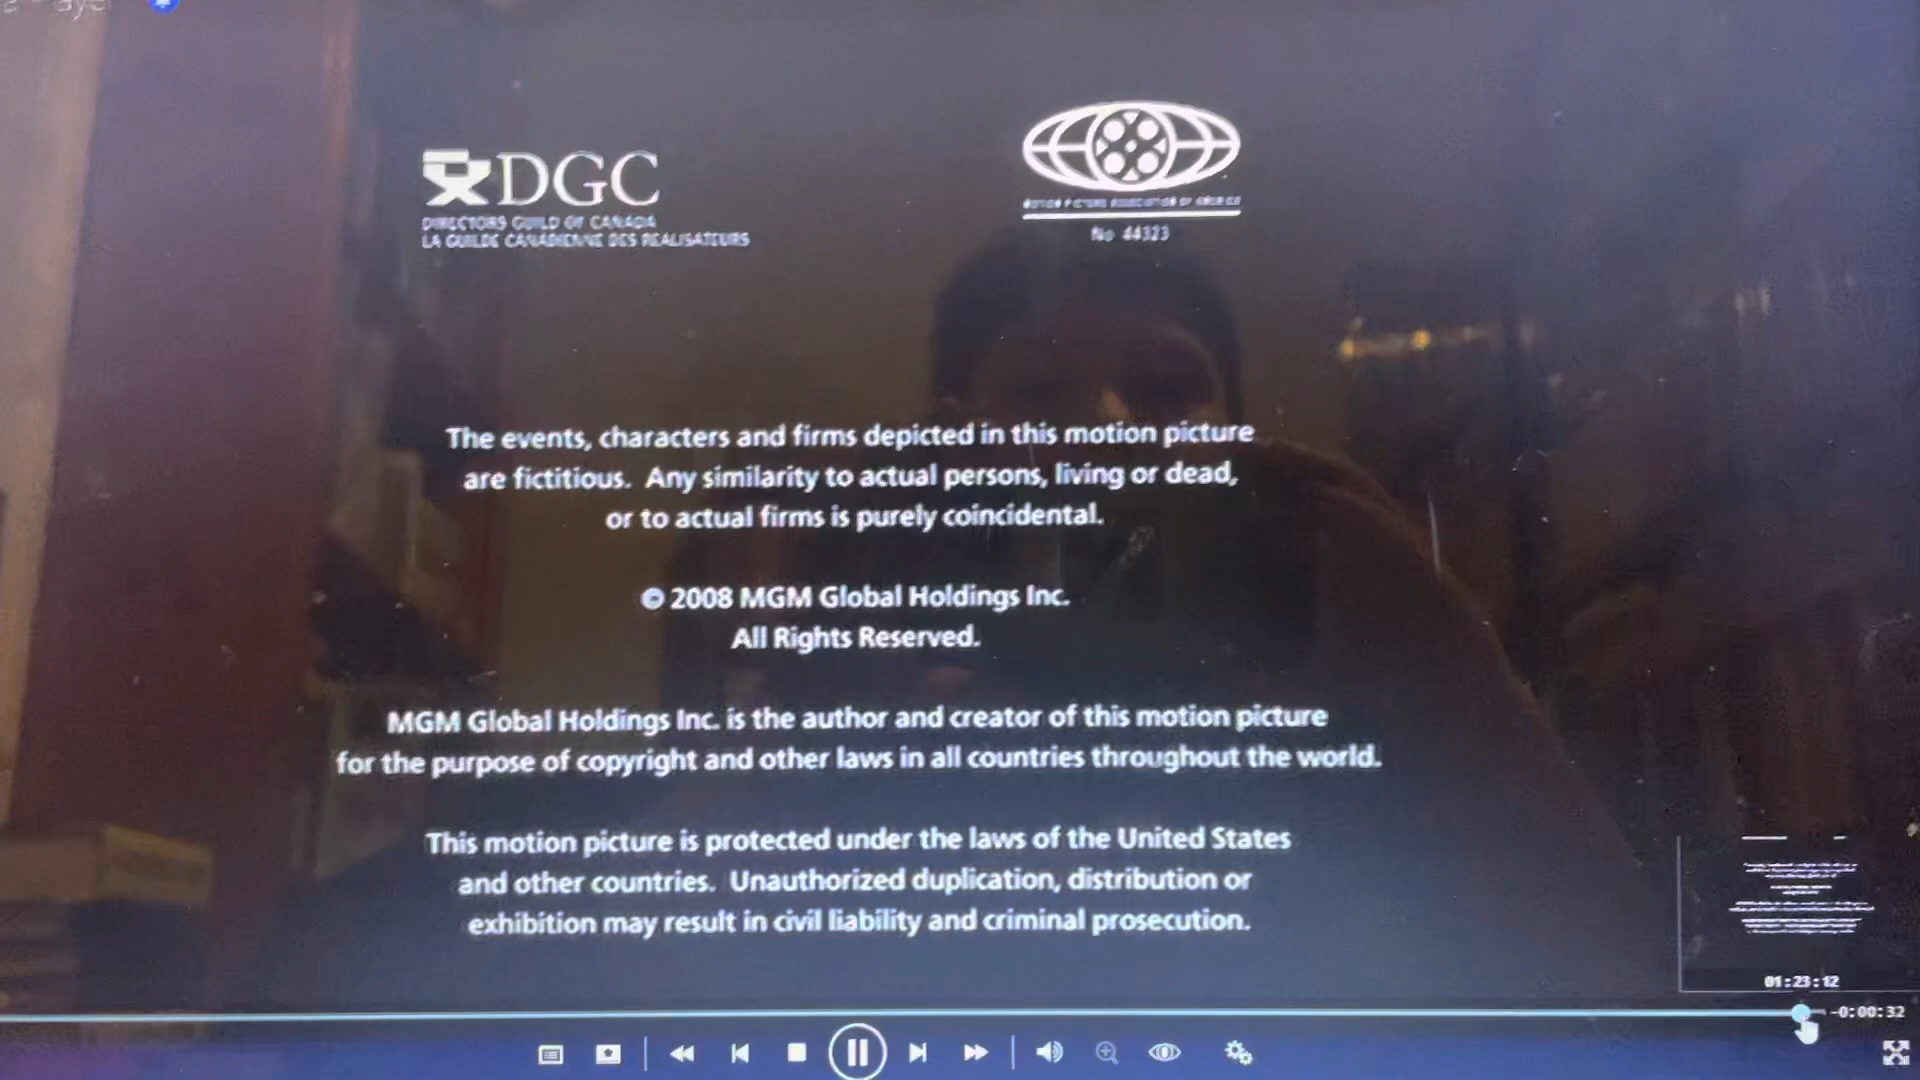 DGC
DIRECTORS GUILD OF CANADA
LA GUILDE CANADIENNE DES REALISATEURS
MOTION PICTURE ASSOCIATION OF AMERICA
No 44323
The events, characters and firms depicted in this motion picture
are fictitious. Any similarity to actual persons, living or dead,
or to actual firms is purely coincidental.
© 2008 MGM Global Holdings Inc.
All Rights Reserved.
MGM Global Holdings Inc. is the author and creator of this motion picture
for the purpose of copyright and other laws in all countries throughout the world.
This motion picture is protected under the laws of the United States
and other countries. Unauthorized duplication, distribution or
exhibition may result in civil liability and criminal prosecution.
01:23:12
-0:00:32